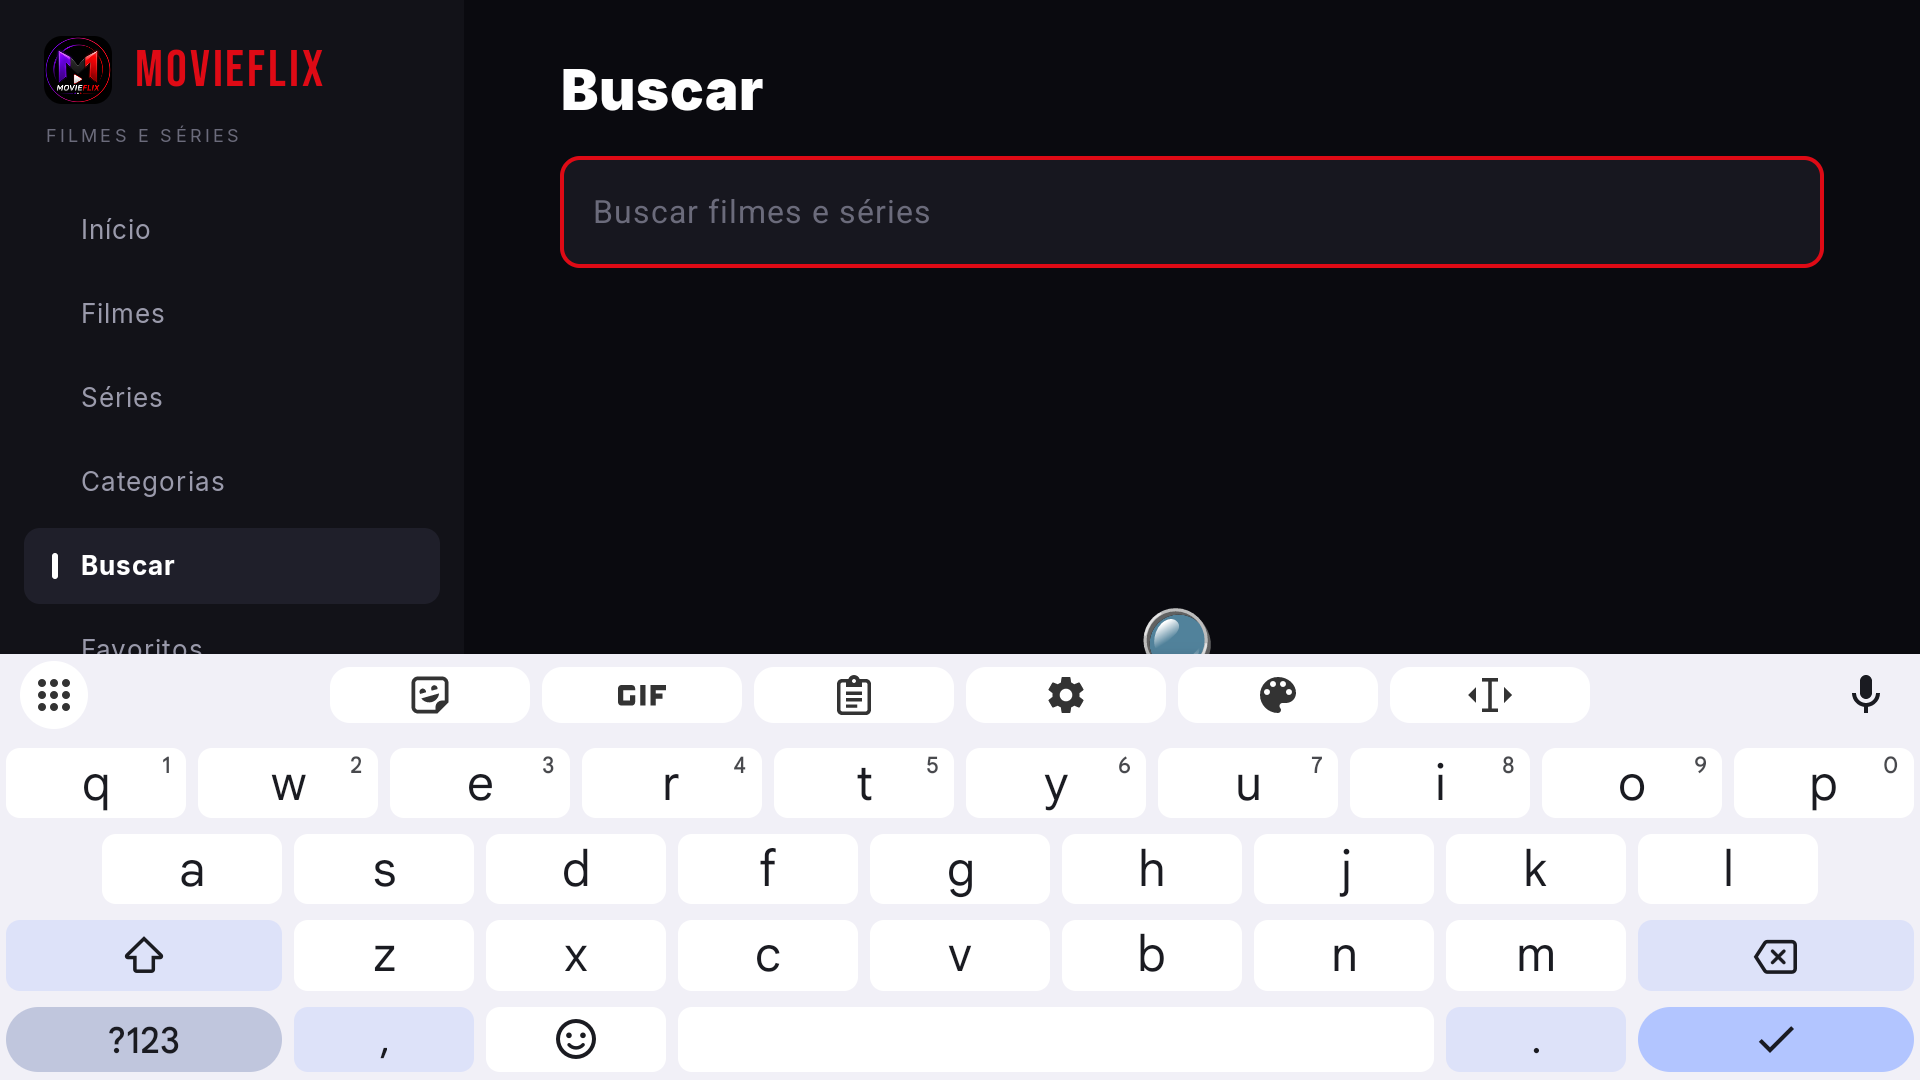 MOVIEFLIX
MOVIEFLIX
FILMES E SÉRIES
Início
Filmes
Séries
Categorias
Buscar
Favoritos
Buscar
Buscar filmes e séries
GIF
q 1 w 2 e 3 r 4 t 5 y 6 u 7 i 8 o 9 p 0
a s d f g h j k l
z x c v b n m
?123 , .